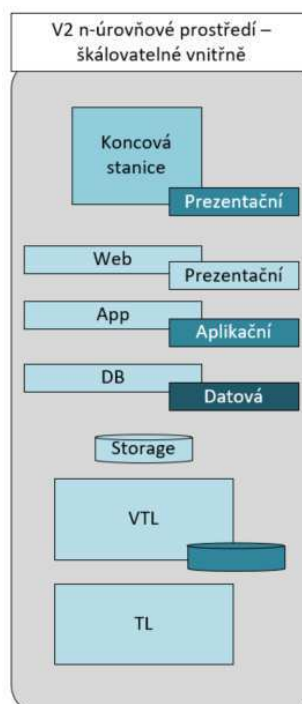 V2 n-úrovňové prostředí –
škálovatelné vnitřně
Koncová
stanice
Prezentační
Web
Prezentační
App
Aplikační
DB
Datová
Storage
VTL
TL